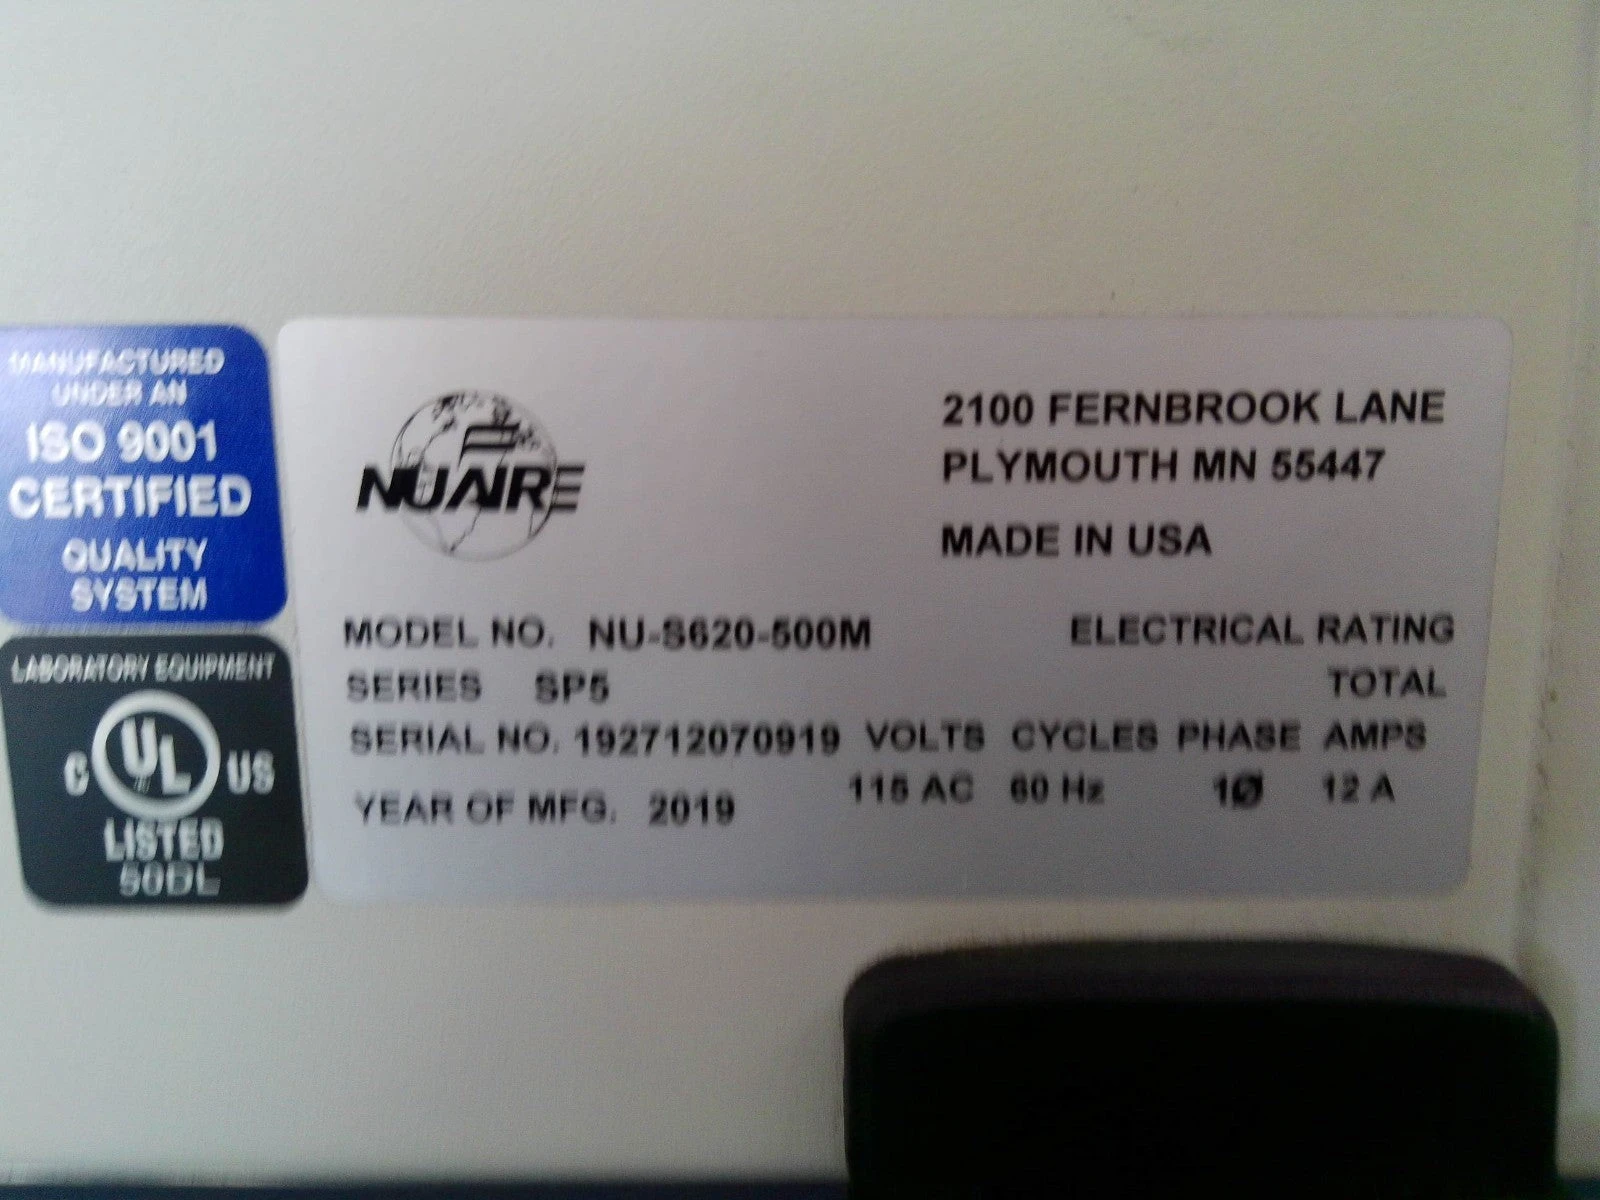 MANUFACTURED
UNDER AN
ISO 9001
CERTIFIED
QUALITY
SYSTEM
LABORATORY EQUIPMENT
C UL US
LISTED
50DL
NUAIRE
2100 FERNBROOK LANE
PLYMOUTH MN 55447
MADE IN USA
MODEL NO. NU-S620-500M
ELECTRICAL RATING
SERIES SP5
TOTAL
SERIAL NO. 192712070919 VOLTS CYCLES PHASE AMPS
YEAR OF MFG. 2019 115 AC 60 Hz 1Ø 12 A